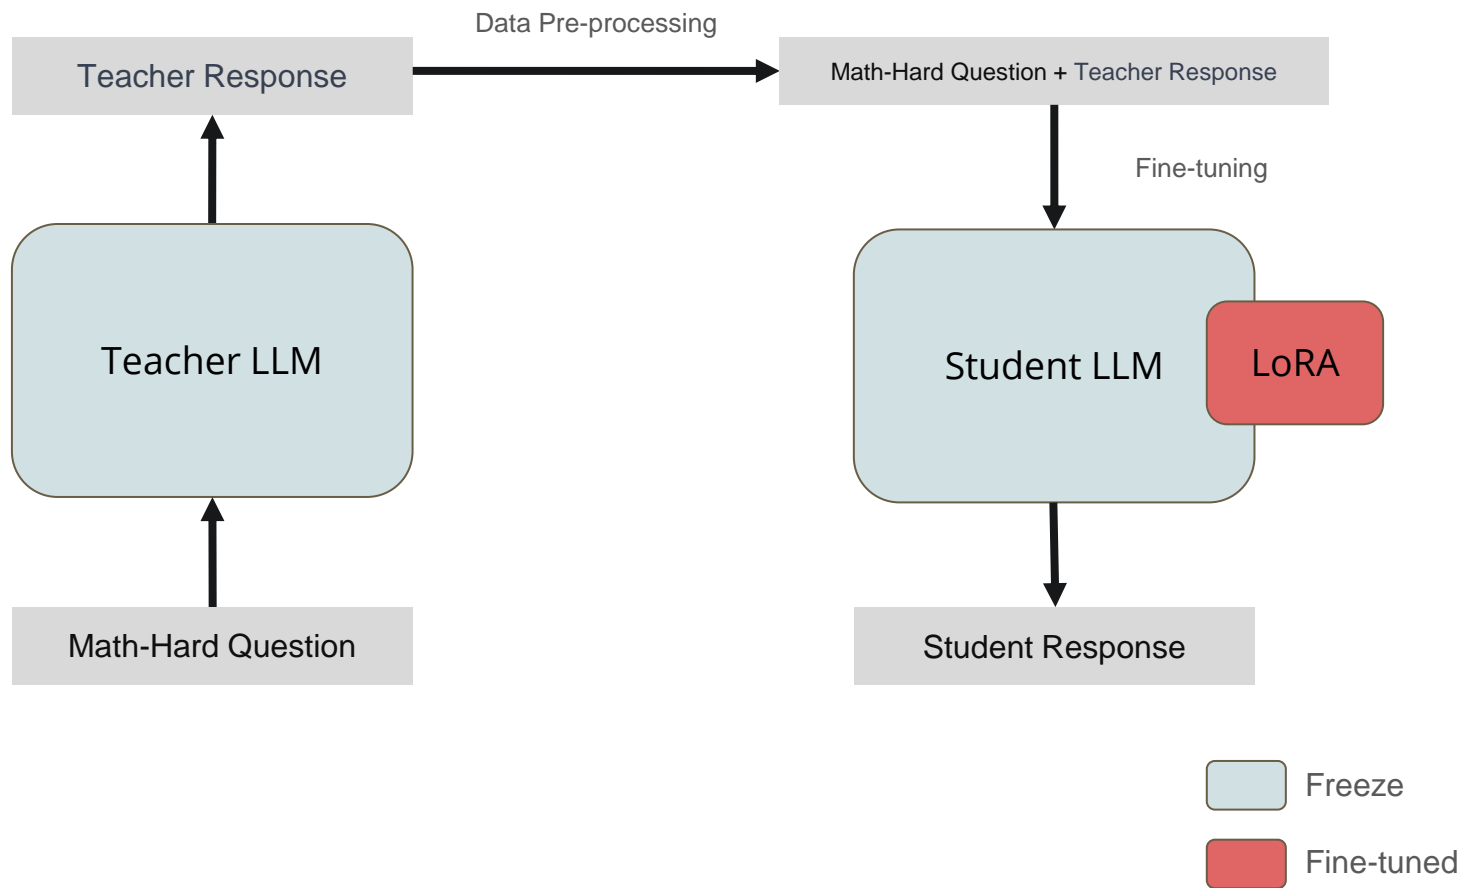 Data Pre-processing
Teacher Response
Math-Hard Question + Teacher Response
Fine-tuning
Teacher LLM
Student LLM
LoRA
Math-Hard Question
Student Response
Freeze
Fine-tuned